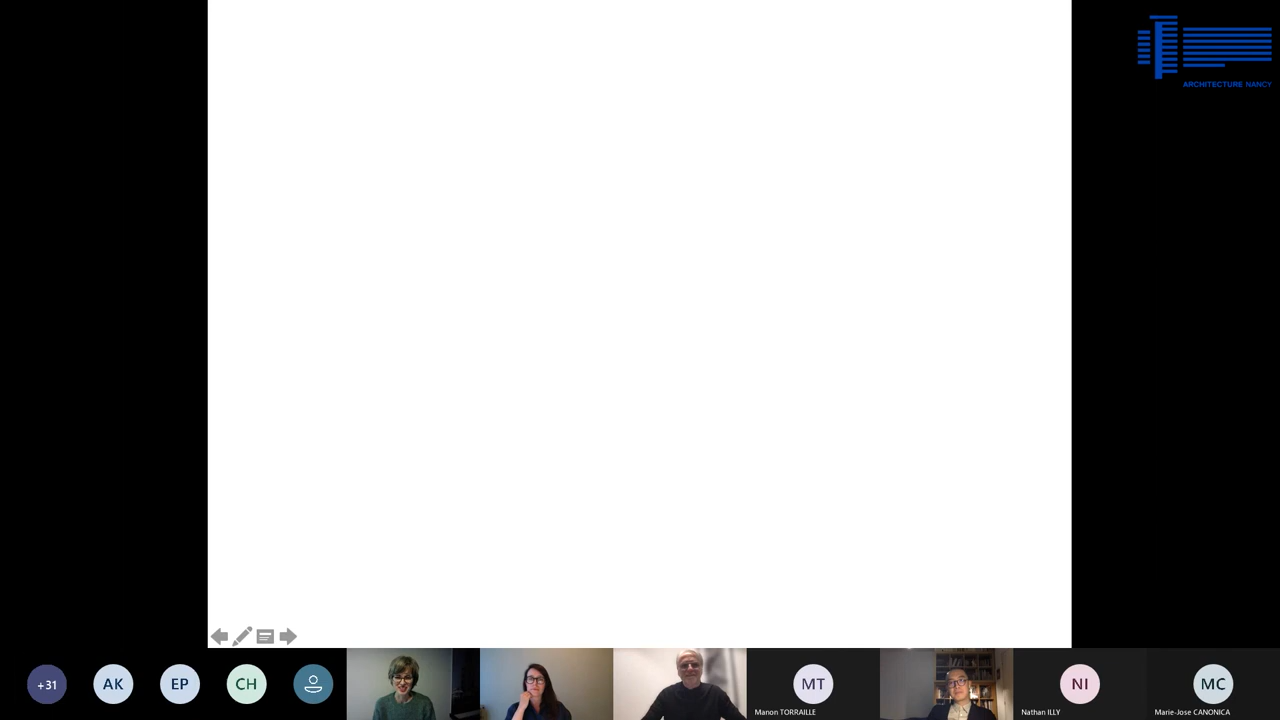 ARCHITECTURE NANCY
+31
AK
EP
CH
MT
Manon TORRAILLE
NI
Nathan ILLY
MC
Marie-Jose CANONICA